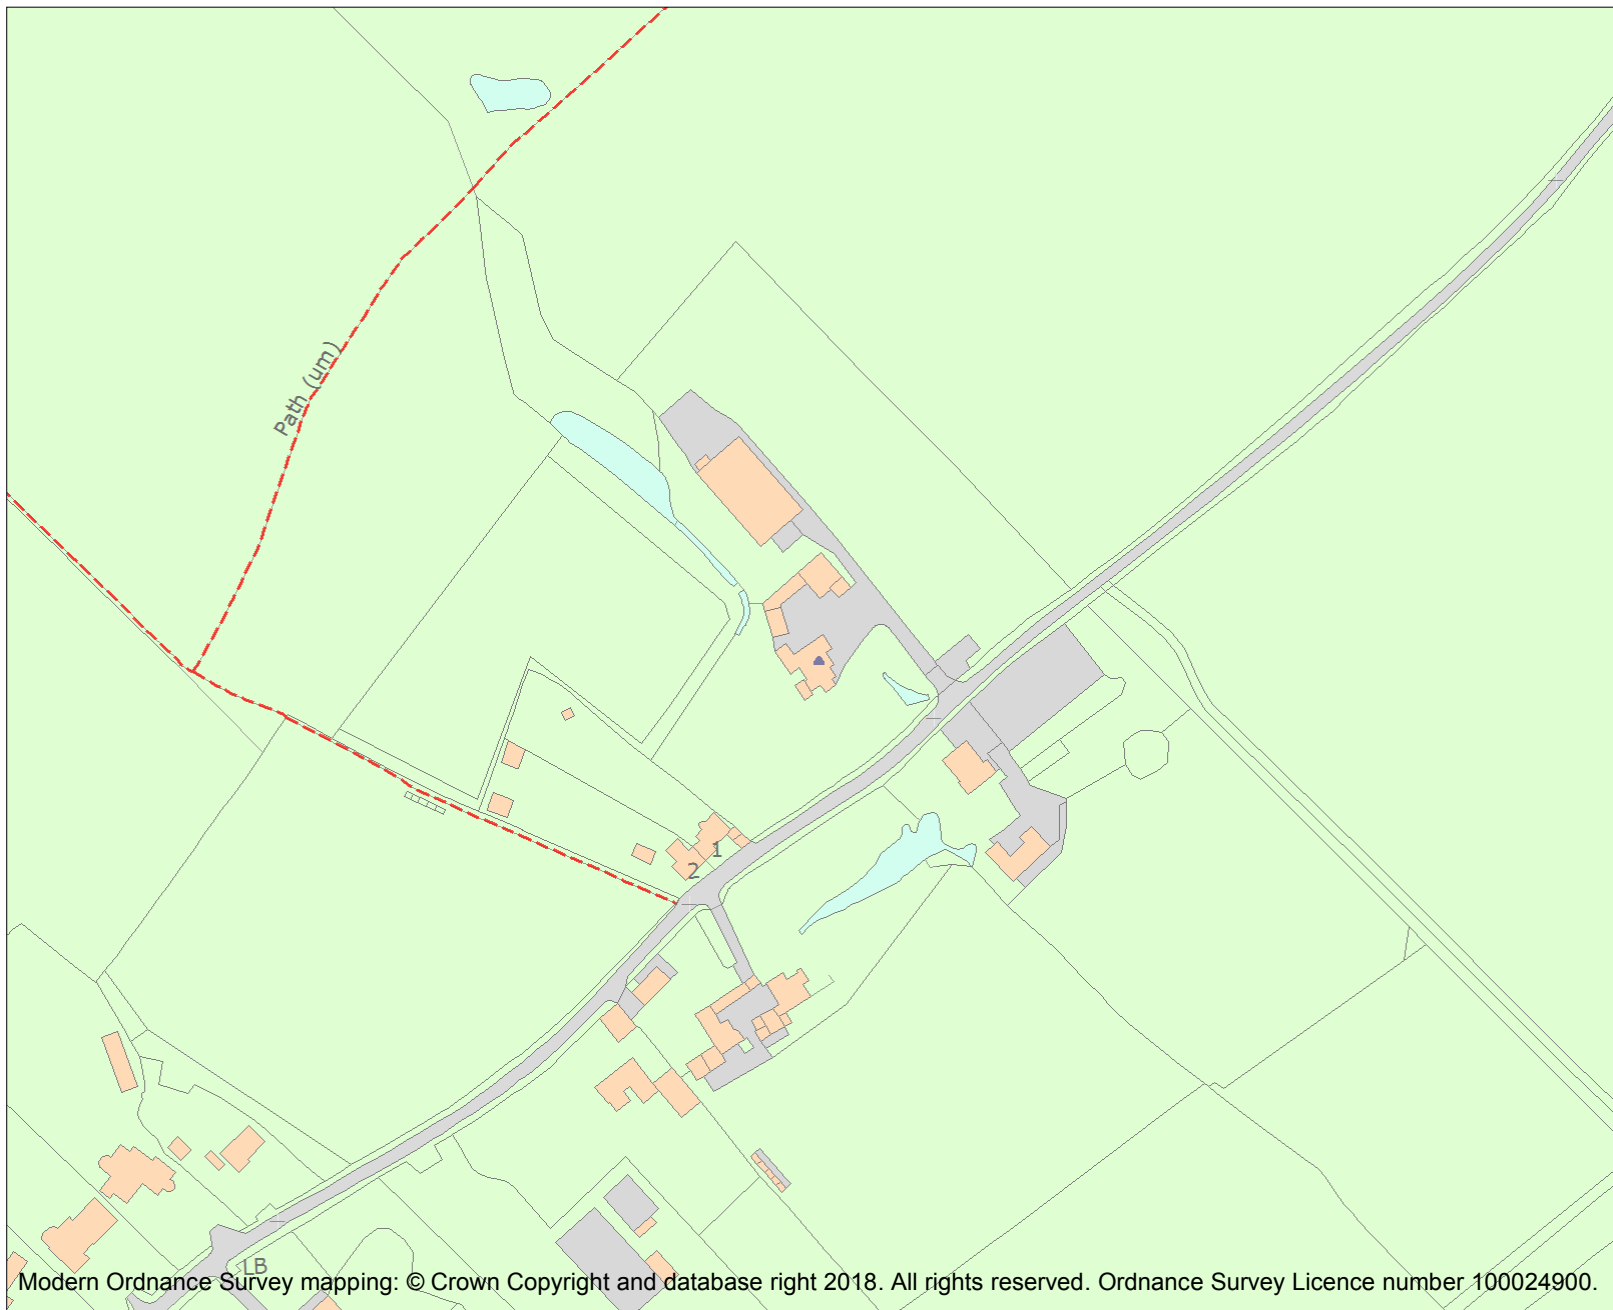 Path (um)
1
2
LB
Modern Ordnance Survey mapping: © Crown Copyright and database right 2018. All rights reserved. Ordnance Survey Licence number 100024900.